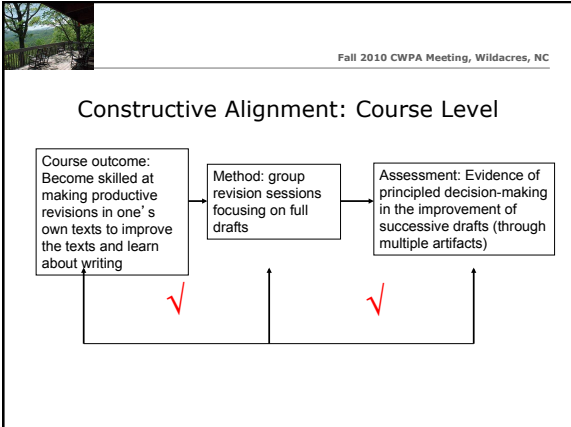 Fall 2010 CWPA Meeting, Wildacres, NC
Constructive Alignment: Course Level
Course outcome:
Become skilled at
making productive
revisions in one's
own texts to improve
the texts and learn
about writing
Method: group
revision sessions
focusing on full
drafts
Assessment: Evidence of
principled decision-making
in the improvement of
successive drafts (through
multiple artifacts)
√ √